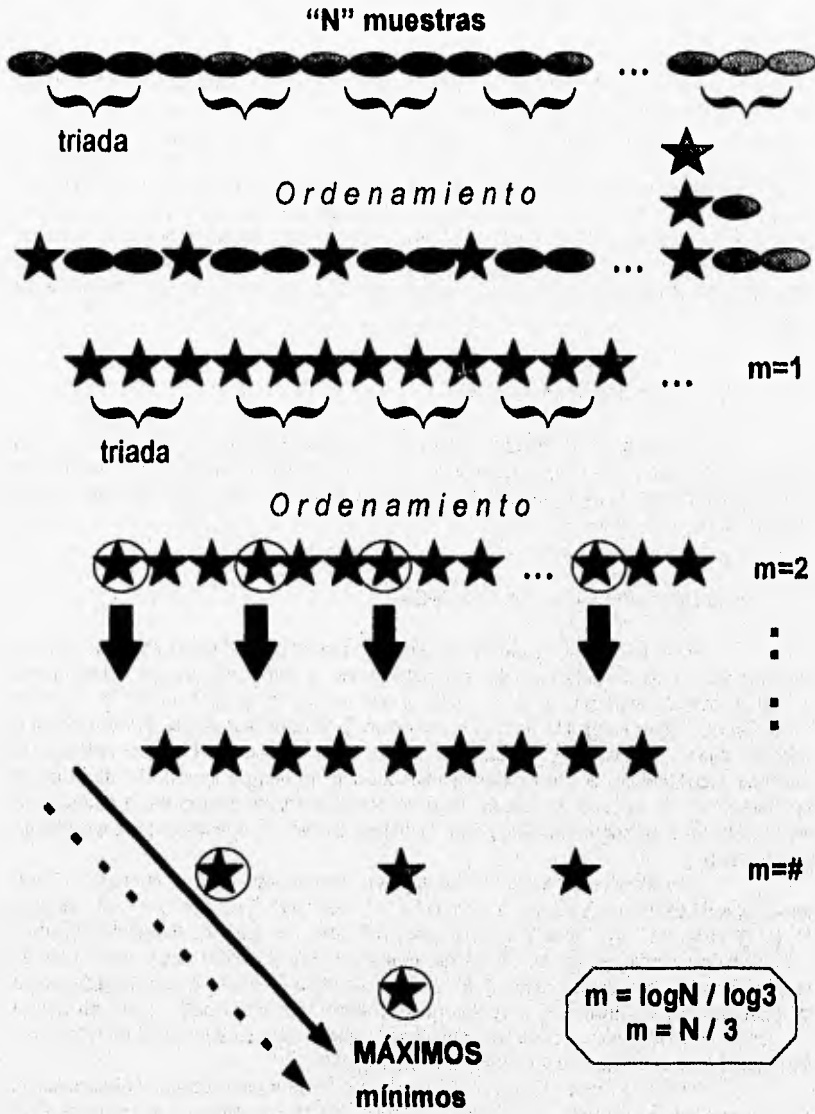 “N” muestras
...
triada
Ordenamiento
...
... m=1
triada
Ordenamiento
... m=2
m=#
m = logN / log3
m = N / 3
MÁXIMOS
mínimos